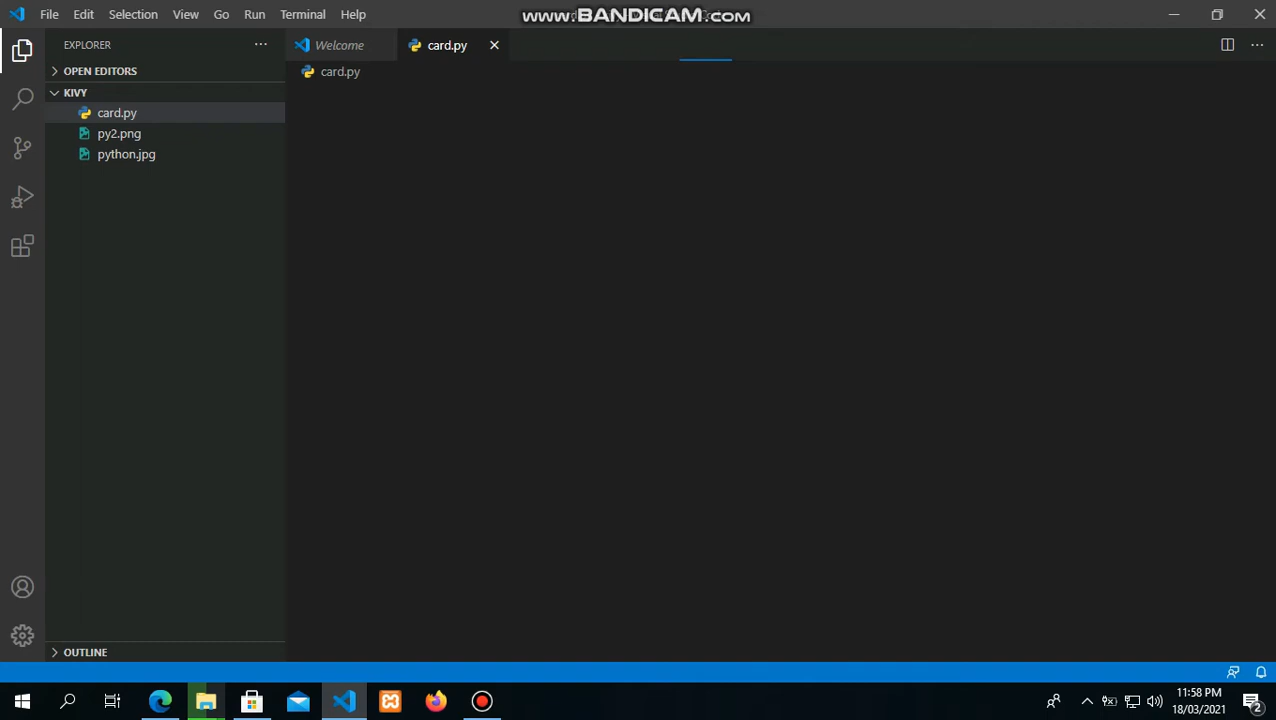 File Edit Selection View Go Run Terminal Help
www.BANDICAM.com
EXPLORER
Welcome
card.py
OPEN EDITORS
card.py
KIVY
card.py
py2.png
python.jpg
OUTLINE
11:58 PM
18/03/2021
2